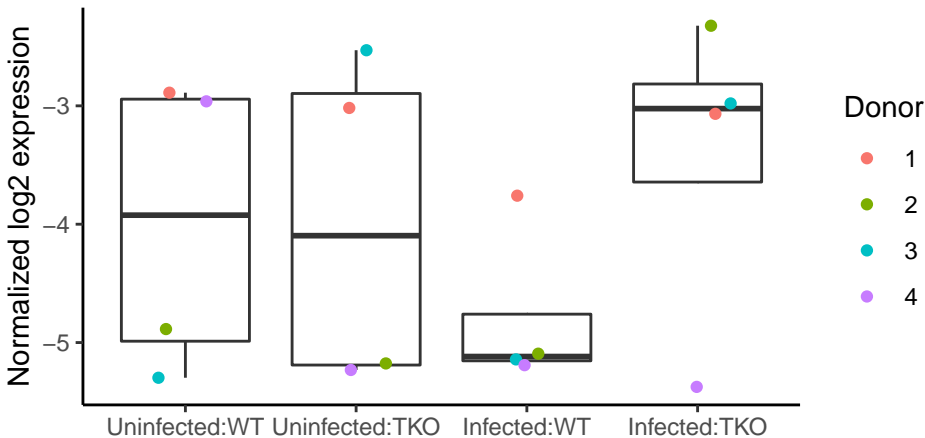 Normalized log2 expression
−3
−4
−5
Uninfected:WT
Uninfected:TKO
Infected:WT
Infected:TKO
Donor
1
2
3
4